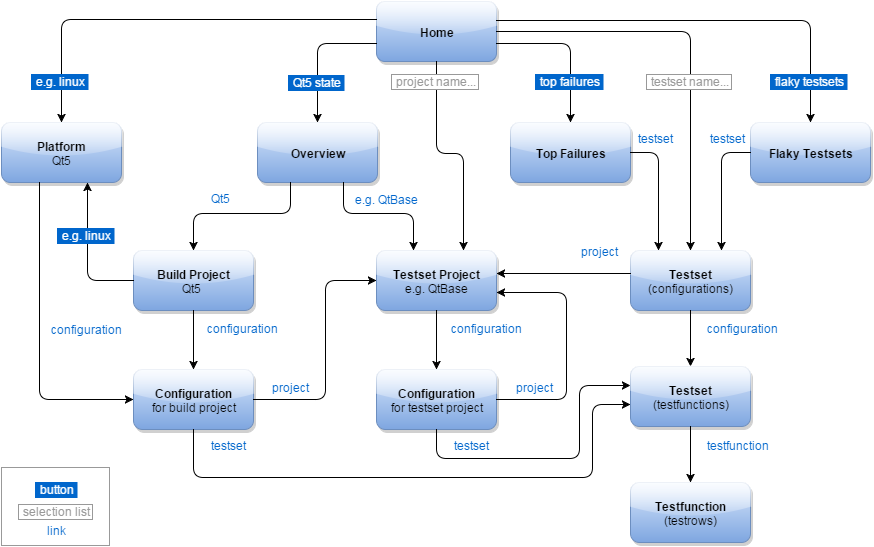 Home
e.g. linux
Qt5 state
project name...
top failures
testset name...
flaky testsets
Platform
Qt5
Overview
Top Failures
testset
testset
Flaky Testsets
Qt5
e.g. QtBase
e.g. linux
project
Build Project
Qt5
Testset Project
e.g. QtBase
Testset
(configurations)
configuration
configuration
configuration
configuration
Configuration
for build project
project
Configuration
for testset project
project
Testset
(testfunctions)
testset
testset
testfunction
button
selection list
link
Testfunction
(testrows)